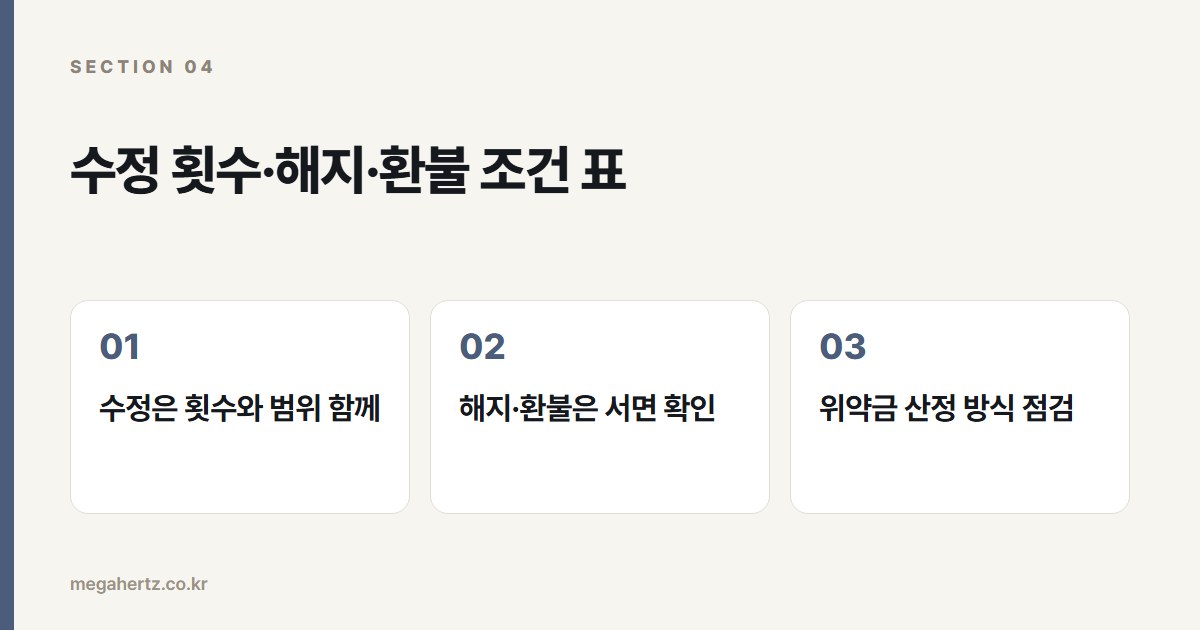 SECTION 04
수정 횟수·해지·환불 조건 표
01
수정은 횟수와 범위 함께
02
해지·환불은 서면 확인
03
위약금 산정 방식 점검
megahertz.co.kr